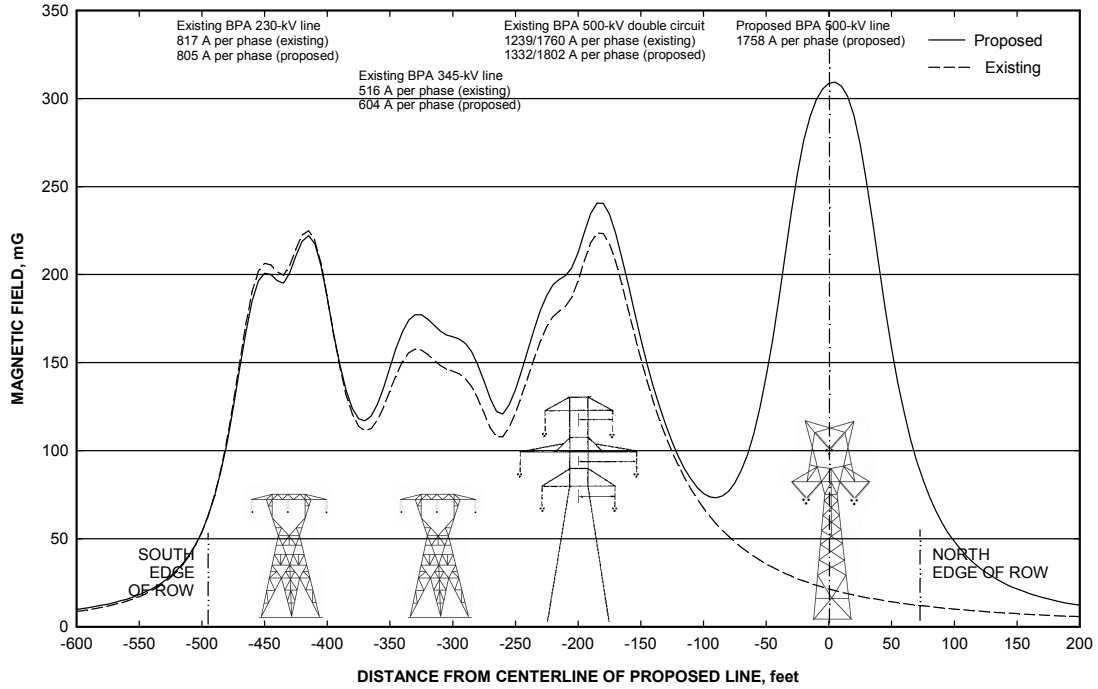 Existing BPA 230-kV line
817 A per phase (existing)
805 A per phase (proposed)
Existing BPA 345-kV line
516 A per phase (existing)
604 A per phase (proposed)
Existing BPA 500-kV double circuit
1239/1760 A per phase (existing)
1332/1802 A per phase (proposed)
Proposed BPA 500-kV line
1758 A per phase (proposed)
Proposed
Existing
MAGNETIC FIELD, mG
350
300
250
200
150
100
50
0
SOUTH
EDGE
OF ROW
NORTH
EDGE OF ROW
-600 -550 -500 -450 -400 -350 -300 -250 -200 -150 -100 -50 0 50 100 150 200
DISTANCE FROM CENTERLINE OF PROPOSED LINE, feet